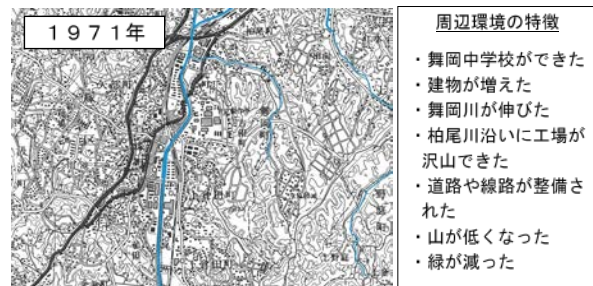 １９７１年
柏尾町
周辺環境の特徴
・舞岡中学校ができた
・建物が増えた
・舞岡川が伸びた
・柏尾川沿いに工場が
沢山できた
・道路や線路が整備さ
れた
・山が低くなった
・緑が減った